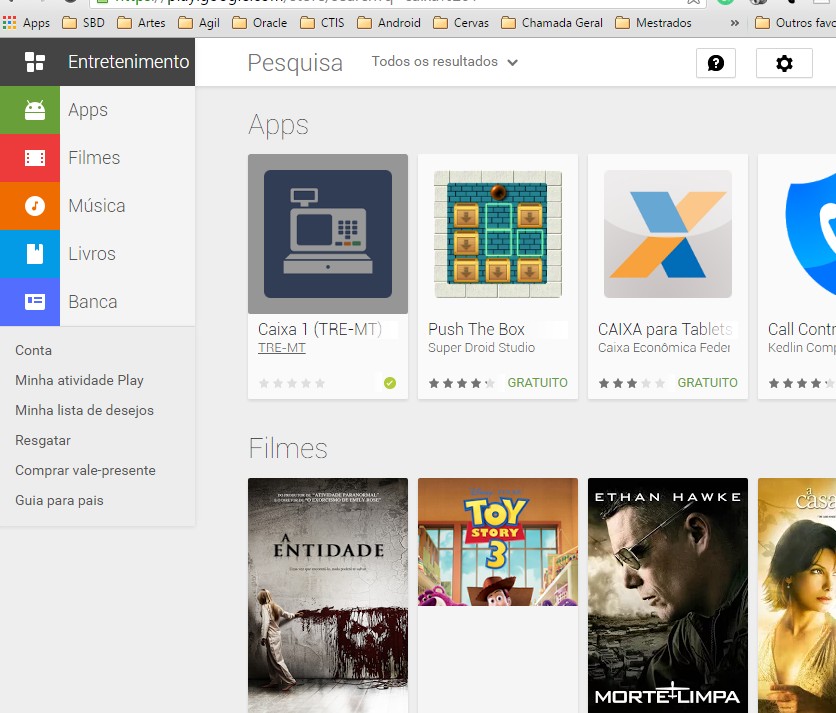 Apps SBD Artes Agil Oracle CTIS Android Cervas Chamada Geral Mestrados » Outros favo
Entretenimento
Pesquisa Todos os resultados
Apps
Filmes
Música
Livros
Banca
Conta
Minha atividade Play
Minha lista de desejos
Resgatar
Comprar vale-presente
Guia para pais
Apps
Caixa 1 (TRE-MT)
TRE-MT
Push The Box
Super Droid Studio
GRATUITO
CAIXA para Tablets
Caixa Econômica Feder
GRATUITO
Call Contr
Kedlin Comp
Filmes
A
ENTIDADE
TOY
STORY
3
ETHAN HAWKE
MORTE LIMPA
a
casa